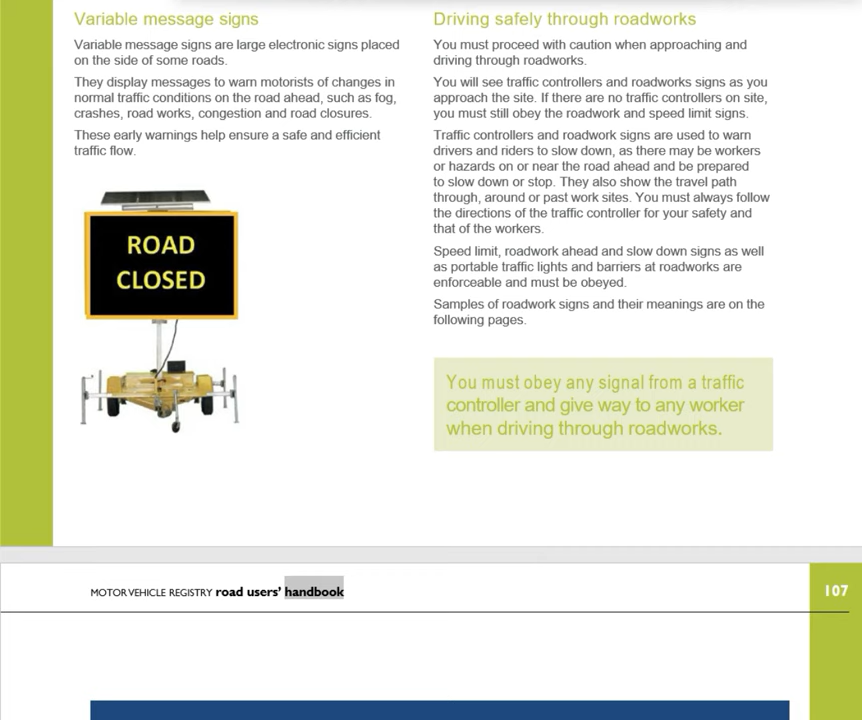 Variable message signs
Variable message signs are large electronic signs placed
on the side of some roads.
They display messages to warn motorists of changes in
normal traffic conditions on the road ahead, such as fog,
crashes, road works, congestion and road closures.
These early warnings help ensure a safe and efficient
traffic flow.
ROAD
CLOSED
Driving safely through roadworks
You must proceed with caution when approaching and
driving through roadworks.
You will see traffic controllers and roadworks signs as you
approach the site. If there are no traffic controllers on site,
you must still obey the roadwork and speed limit signs.
Traffic controllers and roadwork signs are used to warn
drivers and riders to slow down, as there may be workers
or hazards on or near the road ahead and be prepared
to slow down or stop. They also show the travel path
through, around or past work sites. You must always follow
the directions of the traffic controller for your safety and
that of the workers.
Speed limit, roadwork ahead and slow down signs as well
as portable traffic lights and barriers at roadworks are
enforceable and must be obeyed.
Samples of roadwork signs and their meanings are on the
following pages.
You must obey any signal from a traffic
controller and give way to any worker
when driving through roadworks.
MOTOR VEHICLE REGISTRY road users' handbook
107